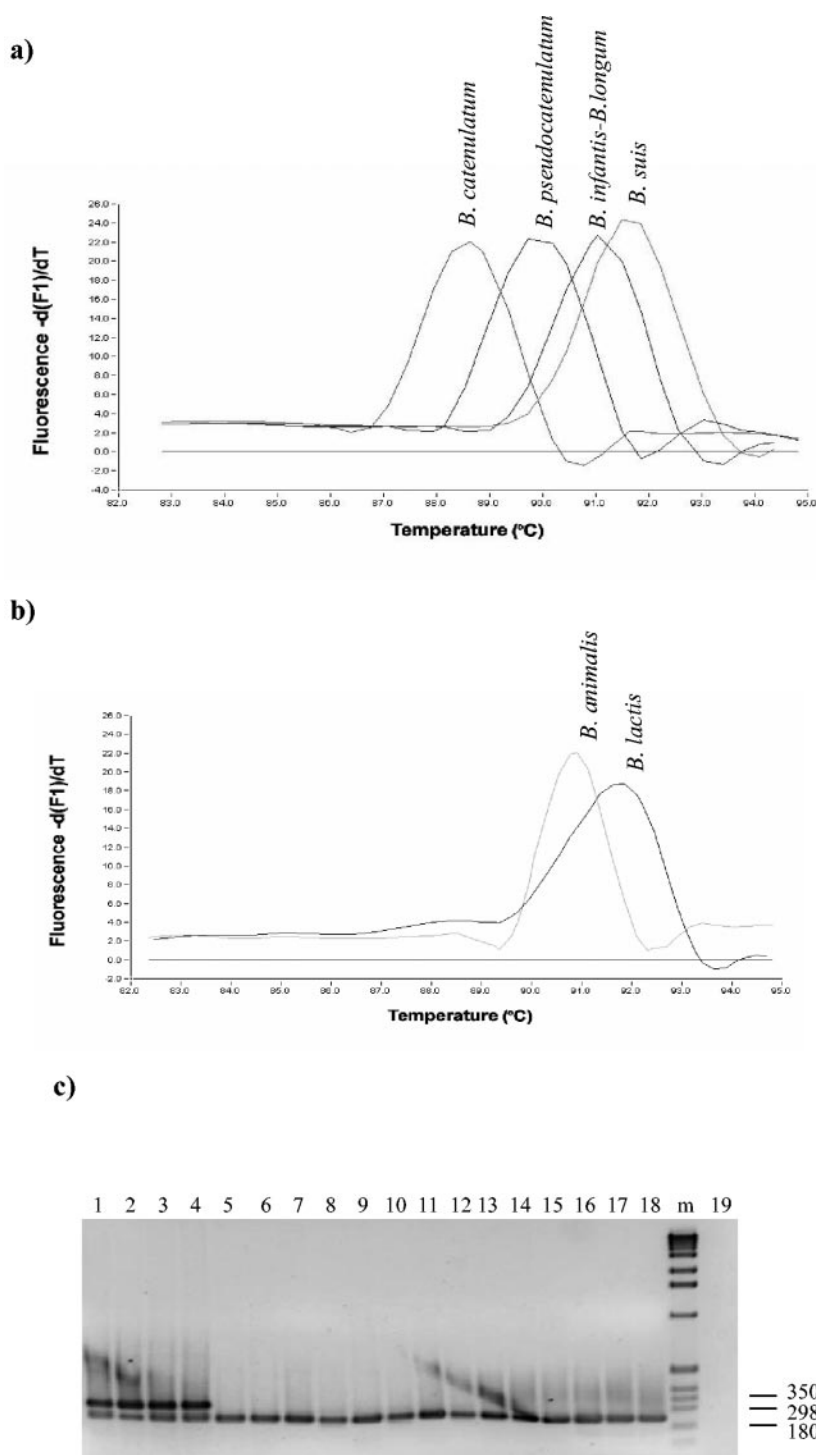 a)
B. catenulatum
B. pseudocatenulatum
B. infantis-B.longum
B. suis
Fluorescence -d(F1)/dT
26.0
24.0
22.0
20.0
18.0
16.0
14.0
12.0
10.0
8.0
6.0
4.0
2.0
0.0
-2.0
-4.0
82.0 83.0 84.0 85.0 86.0 87.0 88.0 89.0 90.0 91.0 92.0 93.0 94.0 95.0
Temperature (ºC)
b)
B. animalis
B. lactis
Fluorescence -d(F1)/dT
26.0
24.0
22.0
20.0
18.0
16.0
14.0
12.0
10.0
8.0
6.0
4.0
2.0
0.0
-2.0
82.0 83.0 84.0 85.0 86.0 87.0 88.0 89.0 90.0 91.0 92.0 93.0 94.0 95.0
Temperature (ºC)
c)
1 2 3 4 5 6 7 8 9 10 11 12 13 14 15 16 17 18 m 19
350
298
180